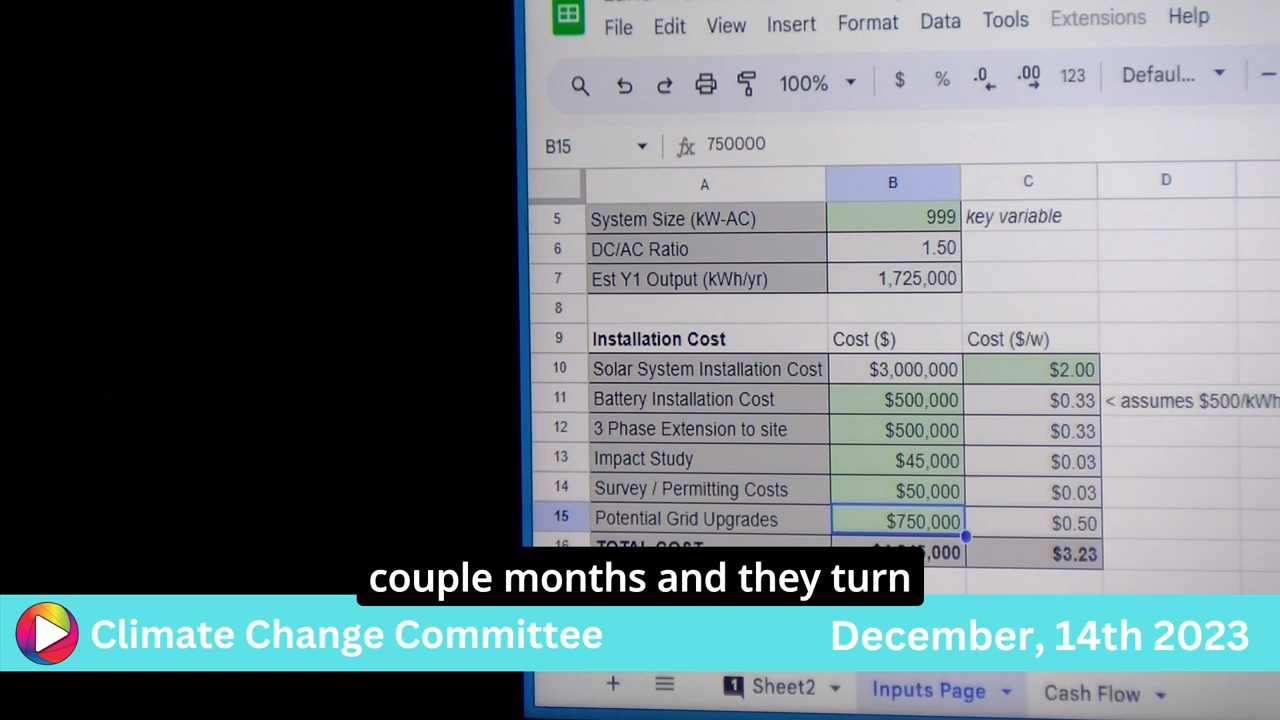 File Edit View Insert Format Data Tools Extensions Help
100% $ % .0 .00 123 Defaul...
B15 fx 750000
A B C D
5 System Size (kW-AC) 999 key variable
6 DC/AC Ratio 1.50
7 Est Y1 Output (kWh/yr) 1,725,000
8
9 Installation Cost Cost ($) Cost ($/w)
10 Solar System Installation Cost $3,000,000 $2.00
11 Battery Installation Cost $500,000 $0.33 < assumes $500/kWh
12 3 Phase Extension to site $500,000 $0.33
13 Impact Study $45,000 $0.03
14 Survey / Permitting Costs $50,000 $0.03
15 Potential Grid Upgrades $750,000 $0.50
16 TOTAL COST $3.23
couple months and they turn
Climate Change Committee December, 14th 2023
+ 1 Sheet2 Inputs Page Cash Flow